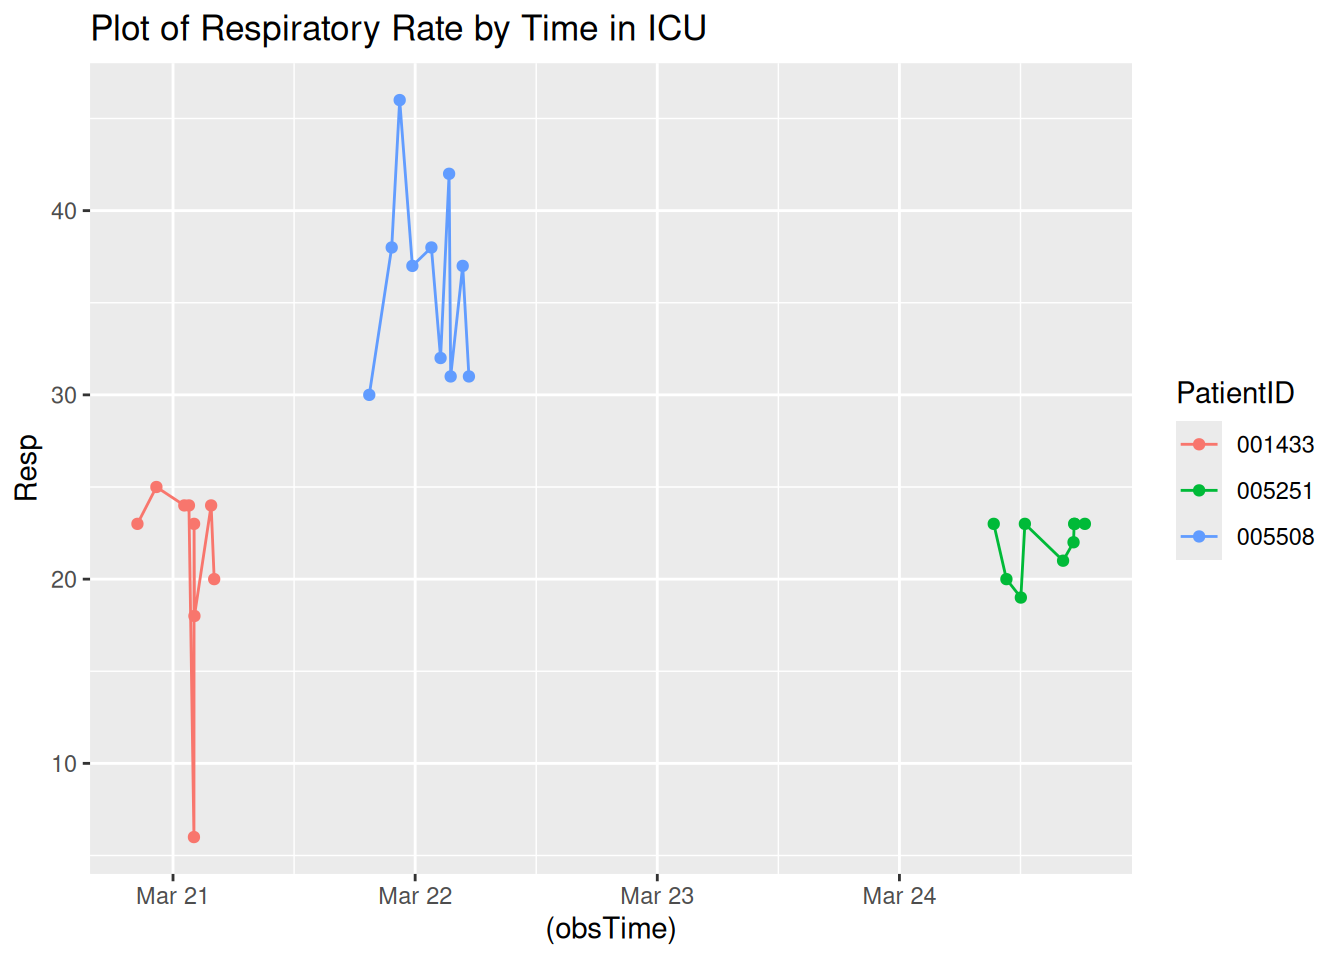 Plot of Respiratory Rate by Time in ICU
Resp
40
30
20
10
Mar 21
Mar 22
Mar 23
Mar 24
(obsTime)
PatientID
001433
005251
005508